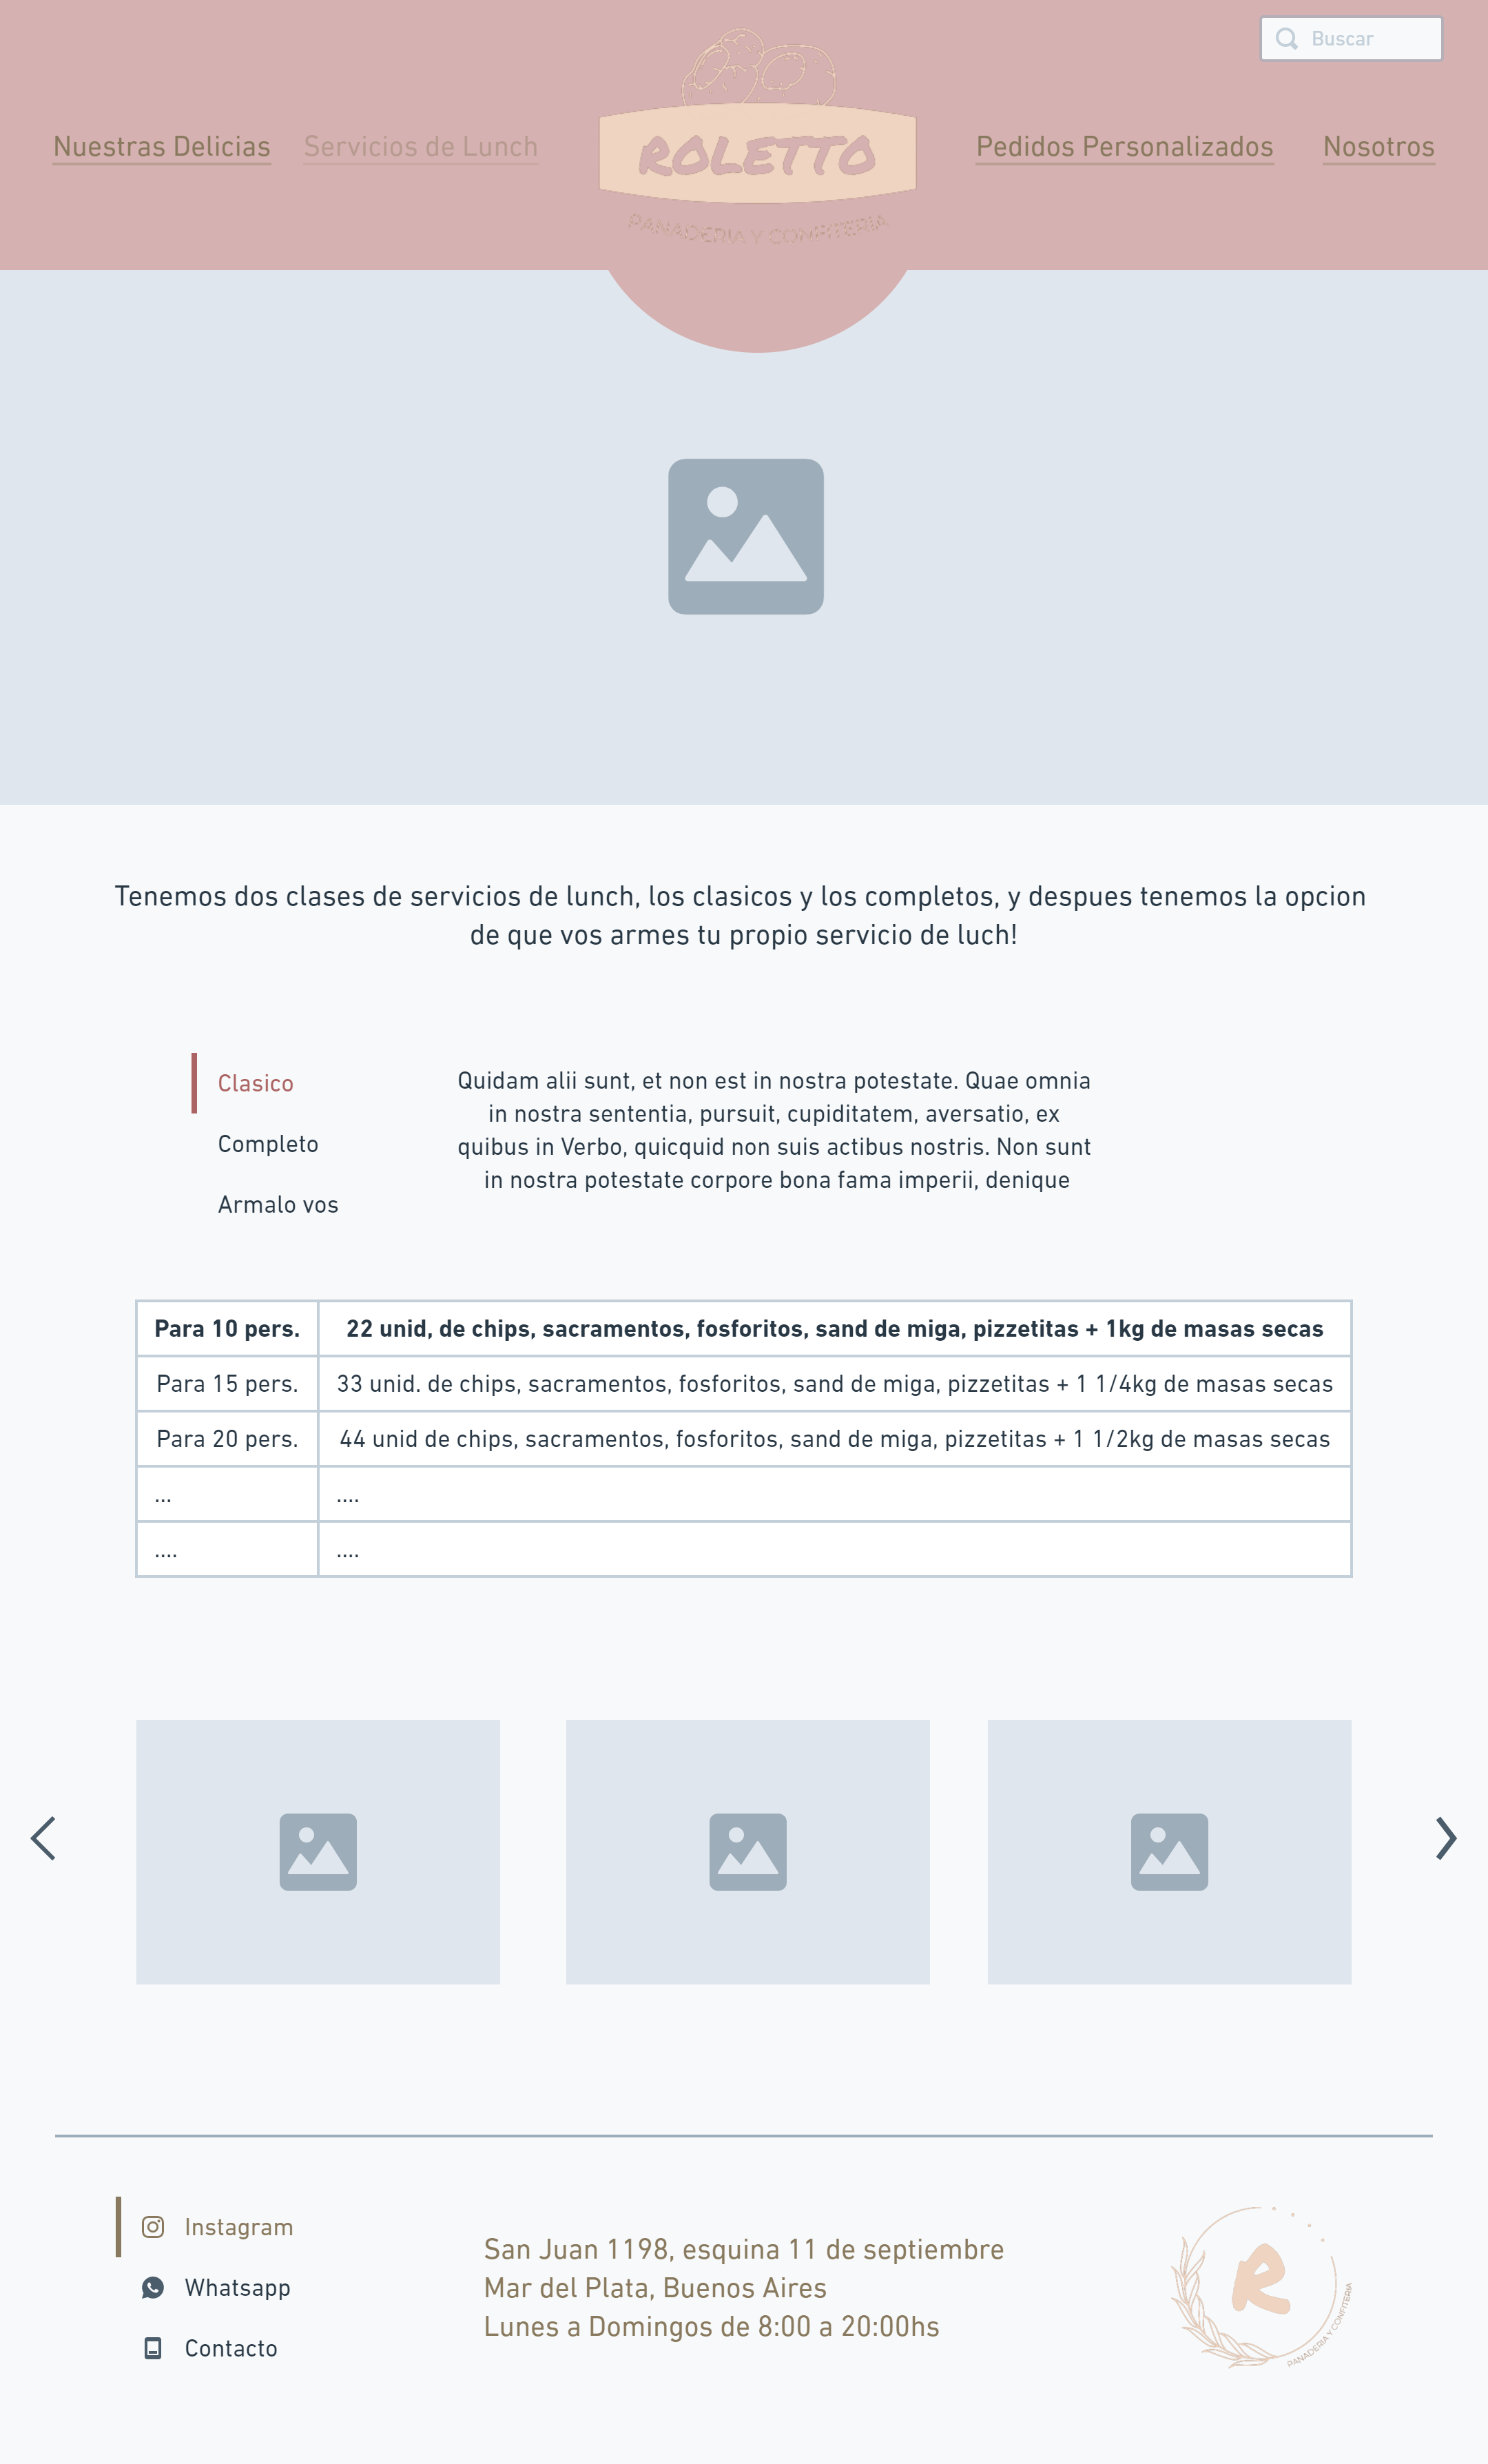 Buscar
Nuestras Delicias
Servicios de Lunch
ROLETTO
PANADERIA Y CONFITERIA
Pedidos Personalizados
Nosotros
Tenemos dos clases de servicios de lunch, los clasicos y los completos, y despues tenemos la opcion
de que vos armes tu propio servicio de luch!
Clasico
Completo
Armalo vos
Quidam alii sunt, et non est in nostra potestate. Quae omnia
in nostra sententia, pursuit, cupiditatem, aversatio, ex
quibus in Verbo, quicquid non suis actibus nostris. Non sunt
in nostra potestate corpore bona fama imperii, denique
Para 10 pers. 22 unid, de chips, sacramentos, fosforitos, sand de miga, pizzetitas + 1kg de masas secas
Para 15 pers. 33 unid. de chips, sacramentos, fosforitos, sand de miga, pizzetitas + 1 1/4kg de masas secas
Para 20 pers. 44 unid de chips, sacramentos, fosforitos, sand de miga, pizzetitas + 1 1/2kg de masas secas
... ....
.... ....
Instagram
Whatsapp
Contacto
San Juan 1198, esquina 11 de septiembre
Mar del Plata, Buenos Aires
Lunes a Domingos de 8:00 a 20:00hs
R
PANADERIA Y CONFITERIA